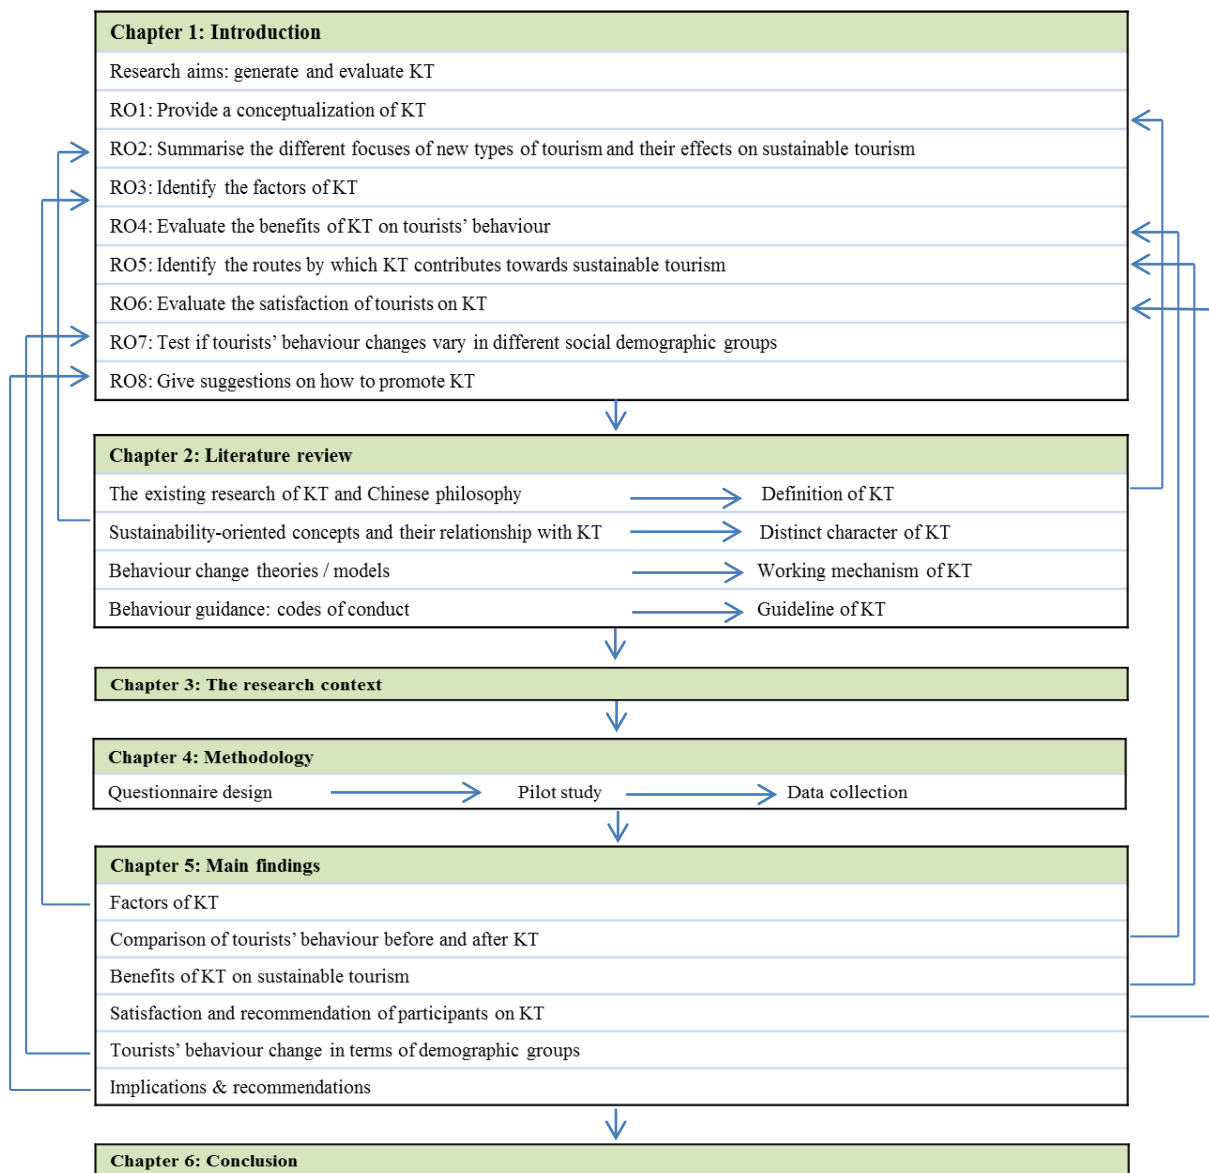 Chapter 1: Introduction
Research aims: generate and evaluate KT
RO1: Provide a conceptualization of KT
RO2: Summarise the different focuses of new types of tourism and their effects on sustainable tourism
RO3: Identify the factors of KT
RO4: Evaluate the benefits of KT on tourists' behaviour
RO5: Identify the routes by which KT contributes towards sustainable tourism
RO6: Evaluate the satisfaction of tourists on KT
RO7: Test if tourists' behaviour changes vary in different social demographic groups
RO8: Give suggestions on how to promote KT
Chapter 2: Literature review
The existing research of KT and Chinese philosophy Definition of KT
Sustainability-oriented concepts and their relationship with KT Distinct character of KT
Behaviour change theories / models Working mechanism of KT
Behaviour guidance: codes of conduct Guideline of KT
Chapter 3: The research context
Chapter 4: Methodology
Questionnaire design Pilot study Data collection
Chapter 5: Main findings
Factors of KT
Comparison of tourists' behaviour before and after KT
Benefits of KT on sustainable tourism
Satisfaction and recommendation of participants on KT
Tourists' behaviour change in terms of demographic groups
Implications & recommendations
Chapter 6: Conclusion